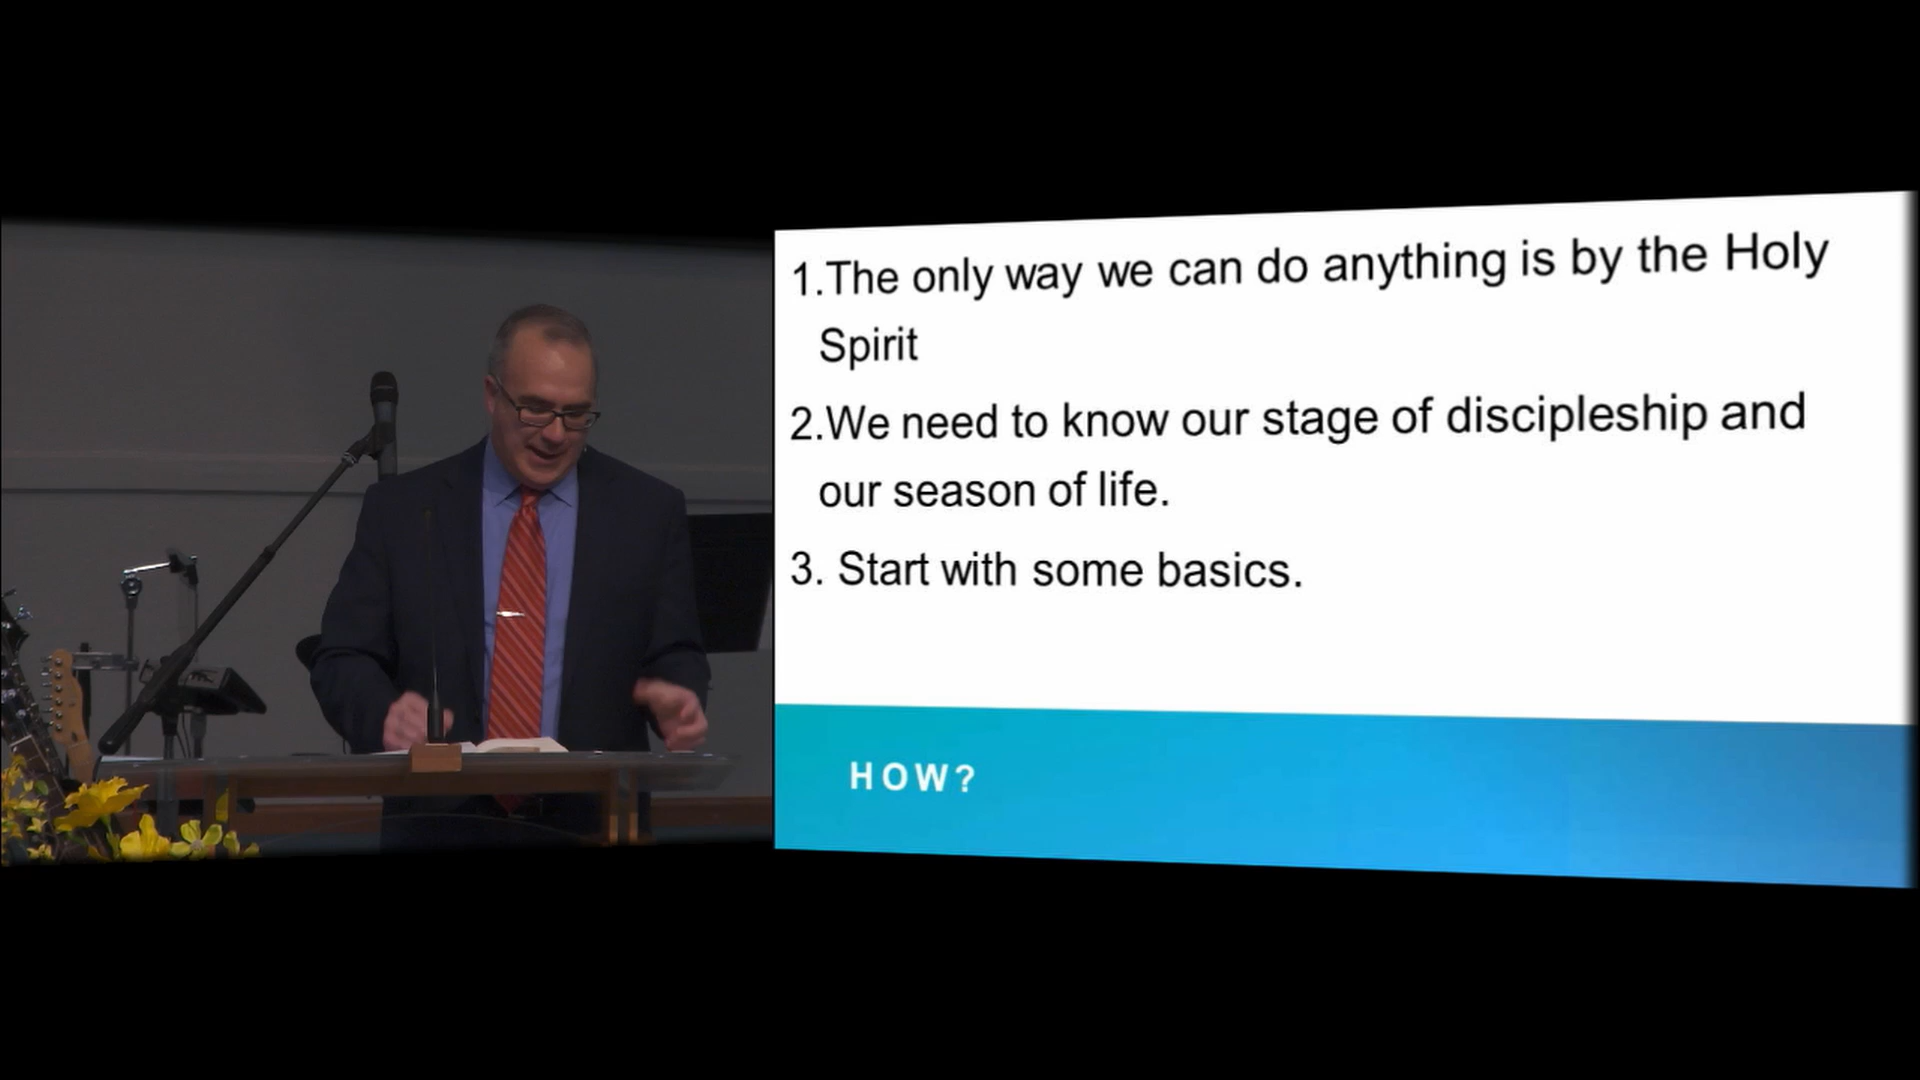 1.The only way we can do anything is by the Holy
Spirit
2.We need to know our stage of discipleship and
our season of life.
3. Start with some basics.
HOW?